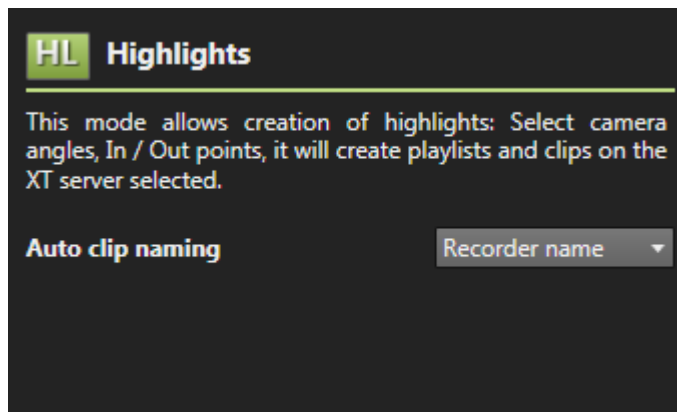 HL Highlights
This mode allows creation of highlights: Select camera
angles, In / Out points, it will create playlists and clips on the
XT server selected.
Auto clip naming Recorder name